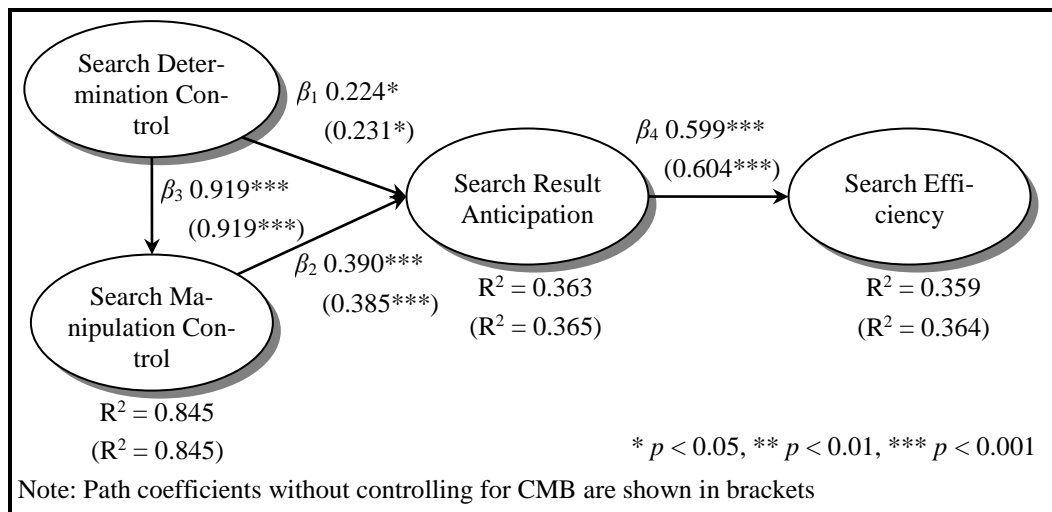 Search Deter-
mination Con-
trol
β1 0.224*
(0.231*)
β3 0.919***
(0.919***)
Search Ma-
nipulation Con-
trol
R² = 0.845
(R² = 0.845)
β2 0.390***
(0.385***)
Search Result
Anticipation
R² = 0.363
(R² = 0.365)
β4 0.599***
(0.604***)
Search Effi-
ciency
R² = 0.359
(R² = 0.364)
* p < 0.05, ** p < 0.01, *** p < 0.001
Note: Path coefficients without controlling for CMB are shown in brackets